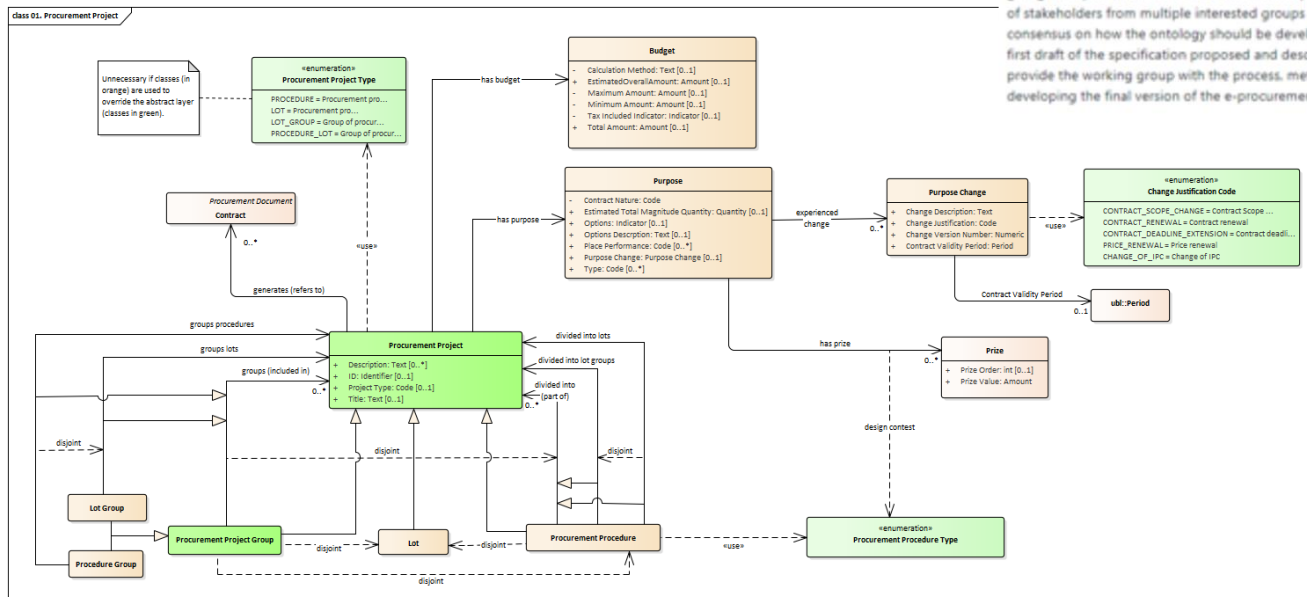 class 01. Procurement Project
of stakeholders from multiple interested groups
consensus on how the ontology should be devel
first draft of the specification proposed and desc
provide the working group with the process, me
developing the final version of the e-procureme
Unnecessary if classes (in
orange) are used to
override the abstract layer
(classes in green).
«enumeration»
Procurement Project Type
PROCEDURE = Procurement pro...
LOT = Procurement pro...
LOT_GROUP = Group of procur...
PROCEDURE_LOT = Group of procur...
has budget
Budget
- Calculation Method: Text [0..1]
+ EstimatedOverallAmount: Amount [0..1]
- Maximum Amount: Amount [0..1]
- Minimum Amount: Amount [0..1]
- Tax Included Indicator: Indicator [0..1]
+ Total Amount: Amount [0..1]
Procurement Document
Contract
0..*
«use»
has purpose
Purpose
- Contract Nature: Code
+ Estimated Total Magnitude Quantity: Quantity [0..1]
+ Options: Indicator [0..1]
+ Options Descrption: Text [0..1]
+ Place Performance: Code [0..*]
+ Purpose Change: Purpose Change [0..1]
+ Type: Code [0..*]
experienced
change
0..*
Purpose Change
+ Change Description: Text
+ Change Justification: Code
+ Change Version Number: Numeric
+ Contract Validity Period: Period
«use»
«enumeration»
Change Justification Code
CONTRACT_SCOPE_CHANGE = Contract Scope ...
CONTRACT_RENEWAL = Contract renewal
CONTRACT_DEADLINE_EXTENSION = Contract deadli...
PRICE_RENEWAL = Price renewal
CHANGE_OF_IPC = Change of IPC
generates (refers to)
Contract Validity Period
0..1
ubl::Period
groups procedures
groups lots
groups (included in)
0..*
Procurement Project
+ Description: Text [0..*]
+ ID: Identifier [0..1]
+ Project Type: Code [0..1]
+ Title: Text [0..1]
divided into lots
divided into lot groups
divided into
(part of)
0..*
has prize
0..*
Prize
+ Prize Order: int [0..1]
+ Prize Value: Amount
design contest
disjoint
disjoint
disjoint
Lot Group
Procurement Project Group
Procedure Group
disjoint
Lot
disjoint
Procurement Procedure
«use»
«enumeration»
Procurement Procedure Type
disjoint